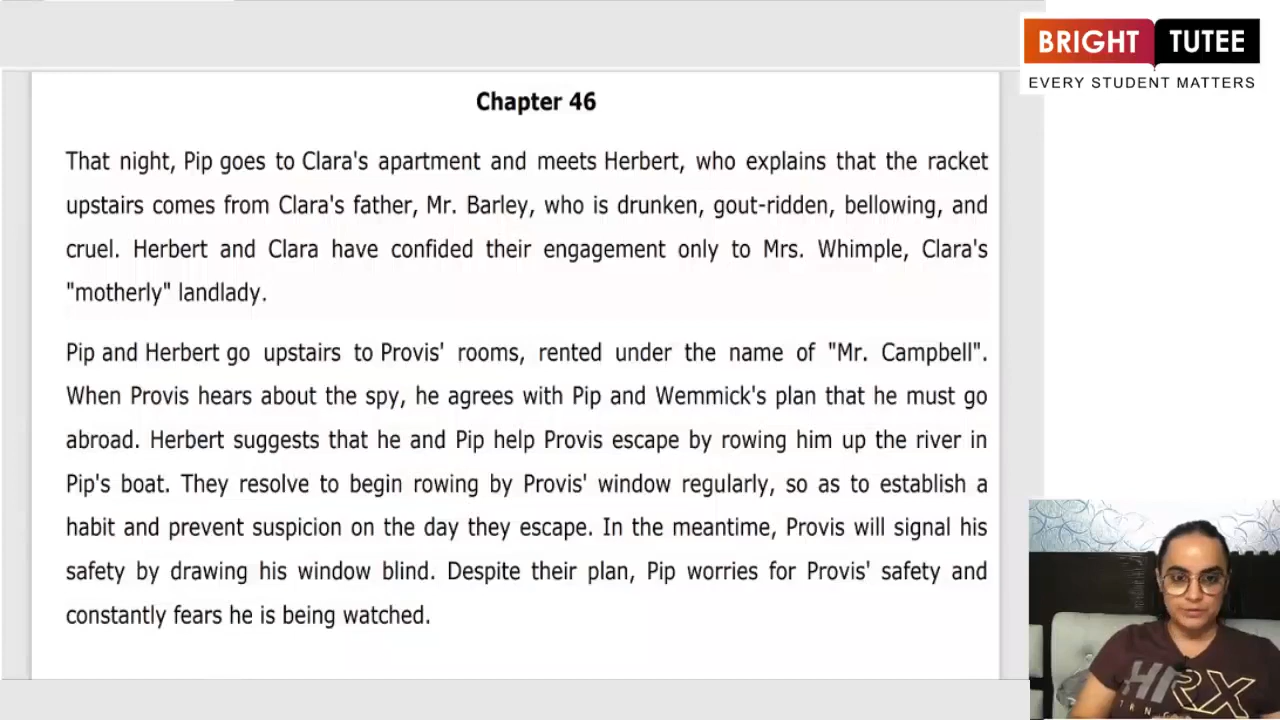 BRIGHT TUTEE
EVERY STUDENT MATTERS
Chapter 46
That night, Pip goes to Clara's apartment and meets Herbert, who explains that the racket
upstairs comes from Clara's father, Mr. Barley, who is drunken, gout-ridden, bellowing, and
cruel. Herbert and Clara have confided their engagement only to Mrs. Whimple, Clara's
"motherly" landlady.
Pip and Herbert go upstairs to Provis' rooms, rented under the name of "Mr. Campbell".
When Provis hears about the spy, he agrees with Pip and Wemmick's plan that he must go
abroad. Herbert suggests that he and Pip help Provis escape by rowing him up the river in
Pip's boat. They resolve to begin rowing by Provis' window regularly, so as to establish a
habit and prevent suspicion on the day they escape. In the meantime, Provis will signal his
safety by drawing his window blind. Despite their plan, Pip worries for Provis' safety and
constantly fears he is being watched.
HRX